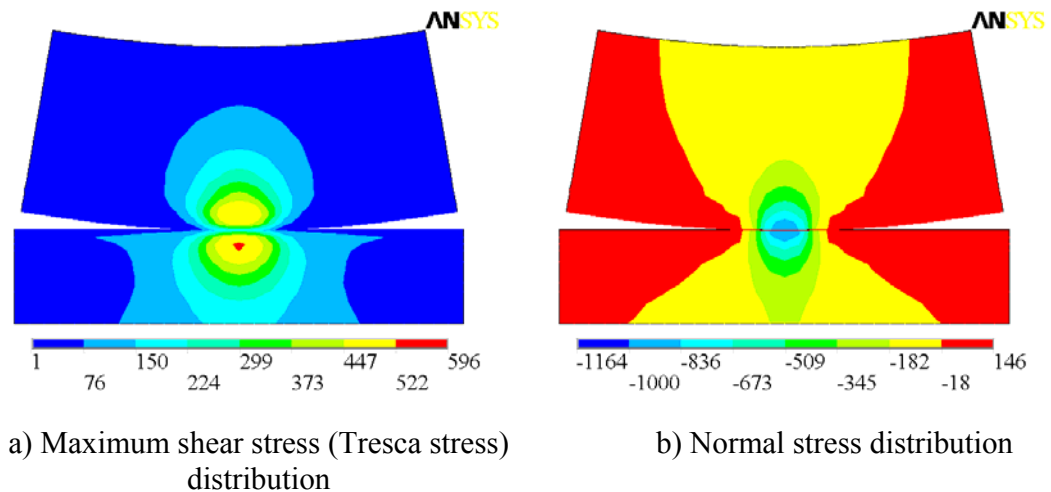 ANSYS
ANSYS
1 150 299 447 596
76 224 373 522
-1164 -836 -509 -182 146
-1000 -673 -345 -18
a) Maximum shear stress (Tresca stress)
distribution
b) Normal stress distribution